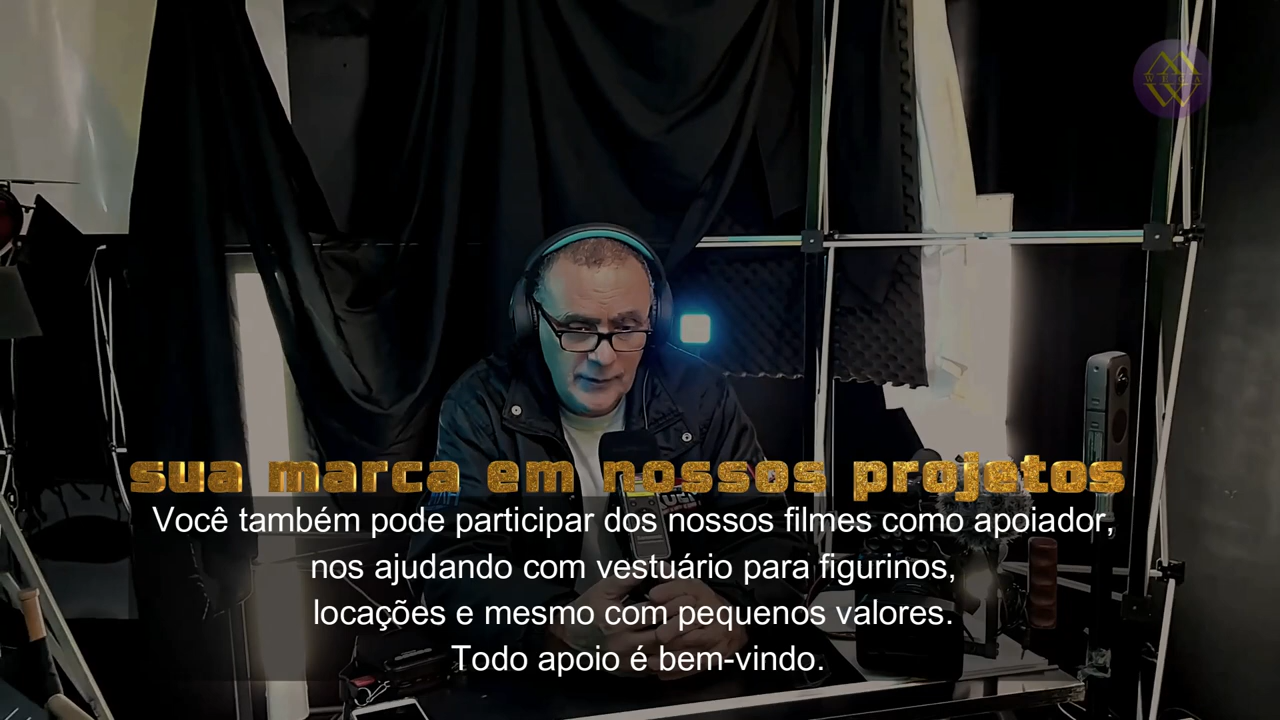 WEGA
sua marca em nossos projetos
Você também pode participar dos nossos filmes como apoiador,
nos ajudando com vestuário para figurinos,
locações e mesmo com pequenos valores.
Todo apoio é bem-vindo.